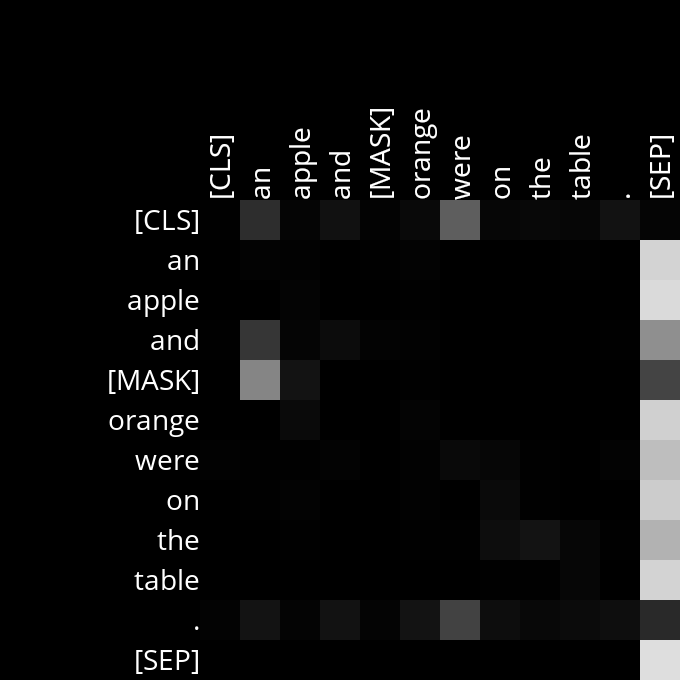 [CLS] an apple and [MASK] orange were on the table . [SEP]
[CLS]
an
apple
and
[MASK]
orange
were
on
the
table
.
[SEP]